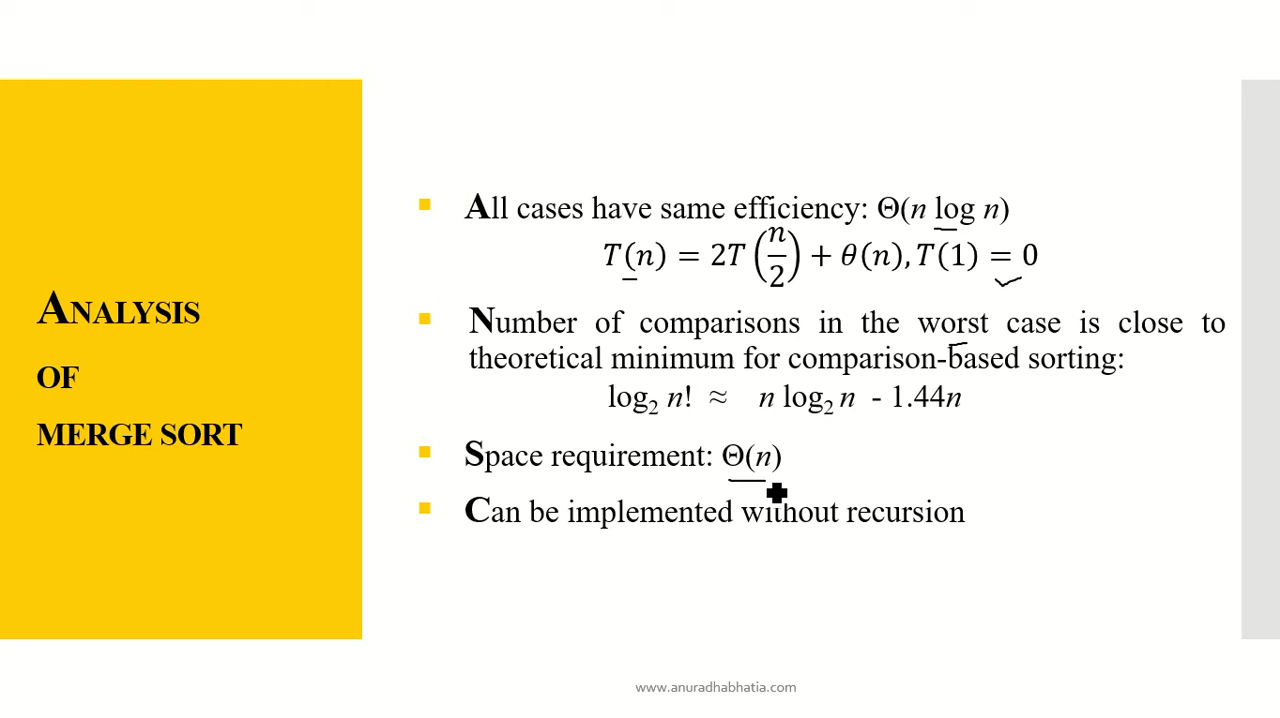 ANALYSIS
OF
MERGE SORT
All cases have same efficiency: Θ(n log n)
T(n) = 2T(n/2) + θ(n), T(1) = 0
Number of comparisons in the worst case is close to
theoretical minimum for comparison-based sorting:
log₂ n! ≈ n log₂ n - 1.44n
Space requirement: Θ(n)
Can be implemented without recursion
www.anuradhabhatia.com